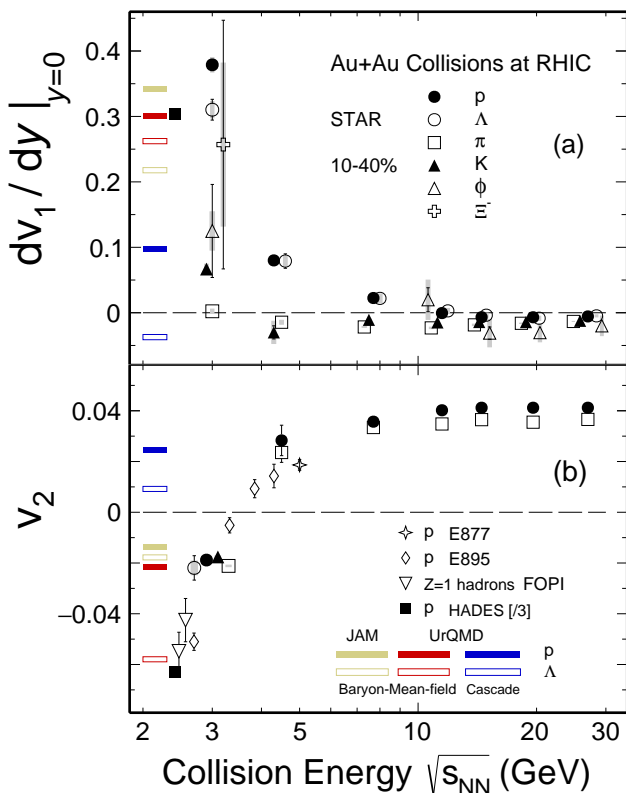 dv₁ / dy |y=0
0.4
0.3
0.2
0.1
0
Au+Au Collisions at RHIC
STAR
10-40%
p
Λ
π
K
ϕ
Ξ⁻
(a)
v₂
0.04
0
−0.04
(b)
p E877
p E895
Z=1 hadrons FOPI
p HADES [/3]
JAM UrQMD
p
Λ
Baryon-Mean-field Cascade
2 3 4 5 10 20 30
Collision Energy √sNN (GeV)